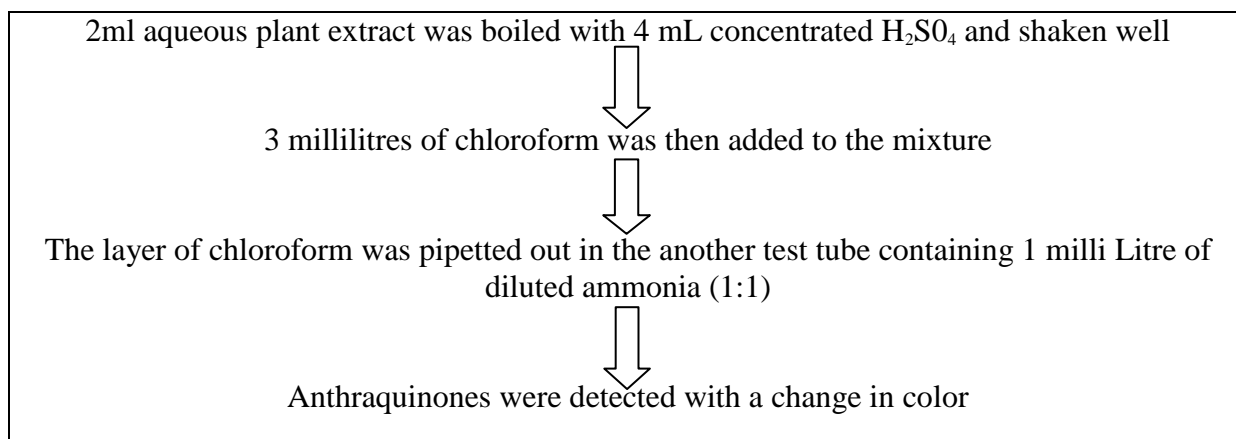 2ml aqueous plant extract was boiled with 4 mL concentrated H₂S0₄ and shaken well
3 millilitres of chloroform was then added to the mixture
The layer of chloroform was pipetted out in the another test tube containing 1 milli Litre of
diluted ammonia (1:1)
Anthraquinones were detected with a change in color